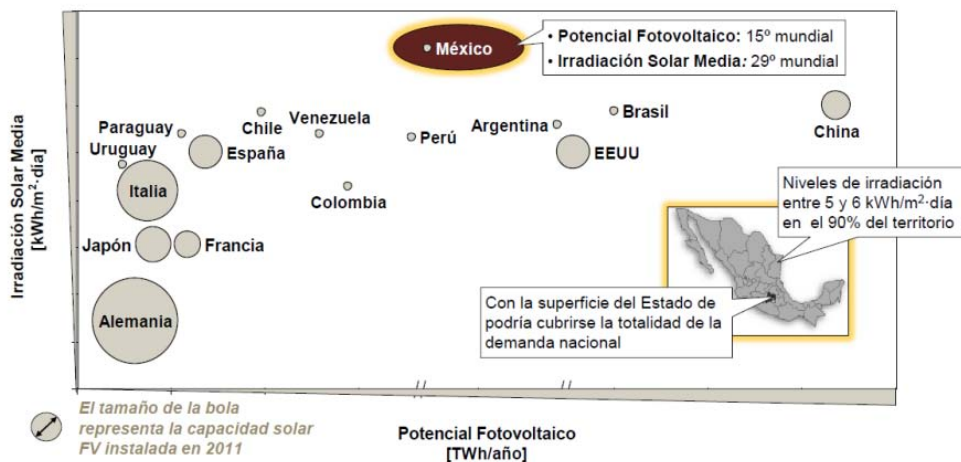 México
• Potencial Fotovoltaico: 15º mundial
• Irradiación Solar Media: 29º mundial
Irradiación Solar Media
[kWh/m²·día]
Paraguay
Uruguay
Chile
España
Venezuela
Perú
Argentina
Brasil
EEUU
China
Italia
Colombia
Japón
Francia
Alemania
Niveles de irradiación
entre 5 y 6 kWh/m²·día
en el 90% del territorio
Con la superficie del Estado de
podría cubrirse la totalidad de la
demanda nacional
El tamaño de la bola
representa la capacidad solar
FV instalada en 2011
Potencial Fotovoltaico
[TWh/año]